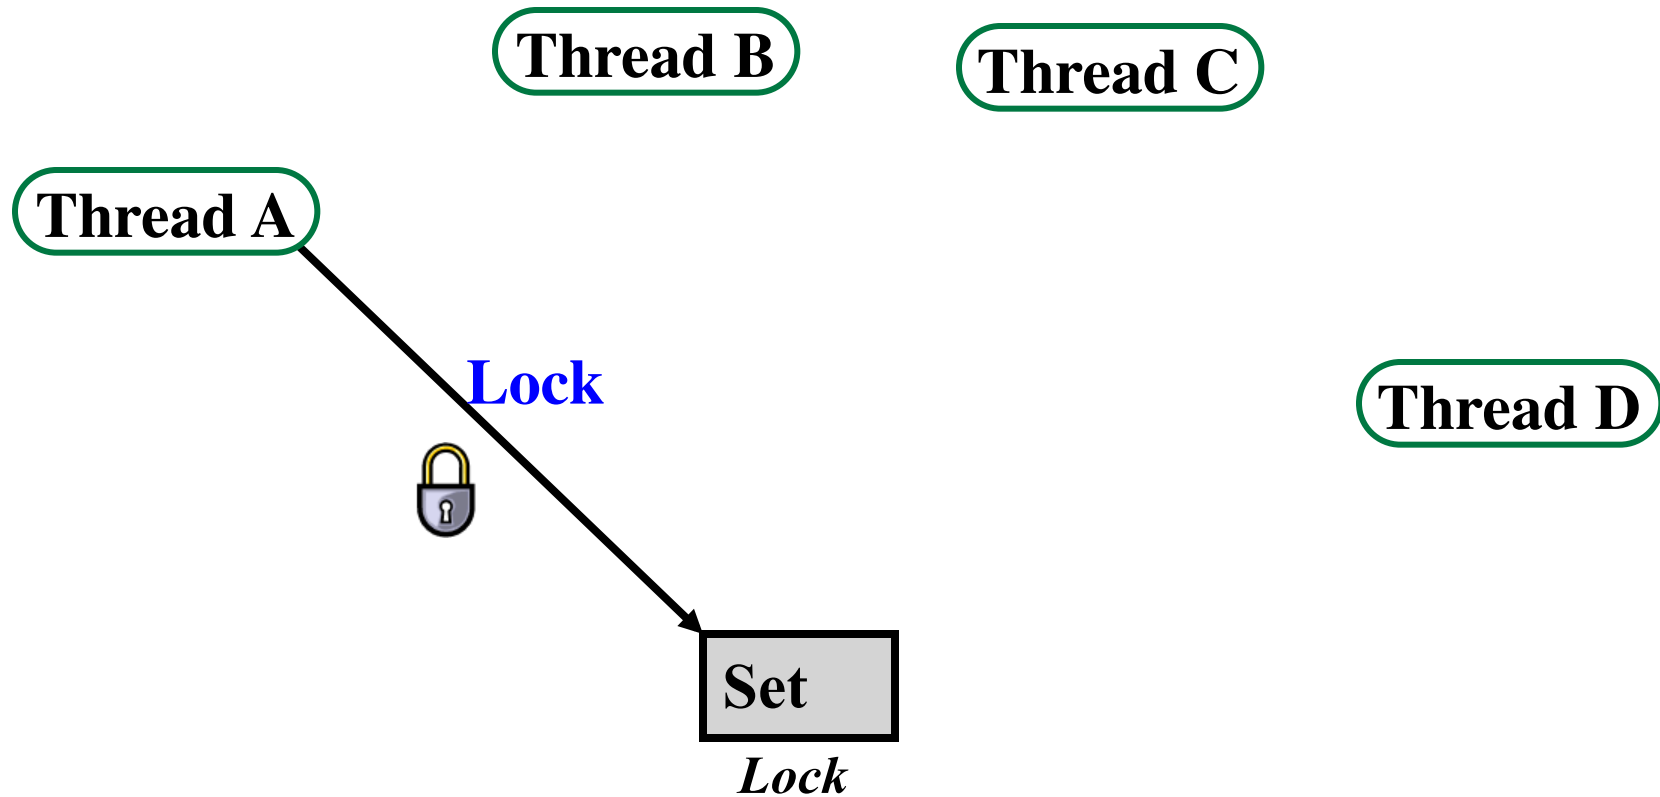 Thread B
Thread C
Thread A
Lock
Thread D
Set
Lock